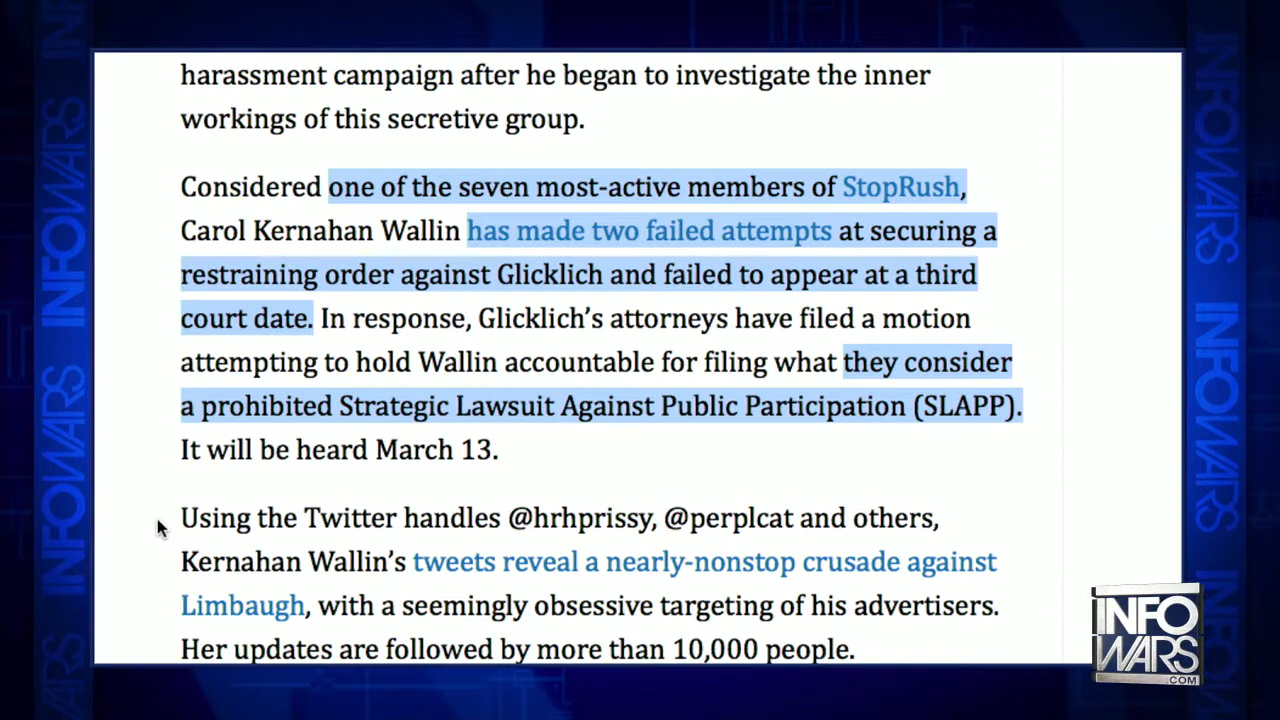 harassment campaign after he began to investigate the inner
workings of this secretive group.
Considered one of the seven most-active members of StopRush,
Carol Kernahan Wallin has made two failed attempts at securing a
restraining order against Glicklich and failed to appear at a third
court date. In response, Glicklich’s attorneys have filed a motion
attempting to hold Wallin accountable for filing what they consider
a prohibited Strategic Lawsuit Against Public Participation (SLAPP).
It will be heard March 13.
Using the Twitter handles @hrhprissy, @perplcat and others,
Kernahan Wallin’s tweets reveal a nearly-nonstop crusade against
Limbaugh, with a seemingly obsessive targeting of his advertisers.
Her updates are followed by more than 10,000 people.
INFOWARS
INFOWARS
INFOWARS
INFOWARS
INFO
WARS
.COM